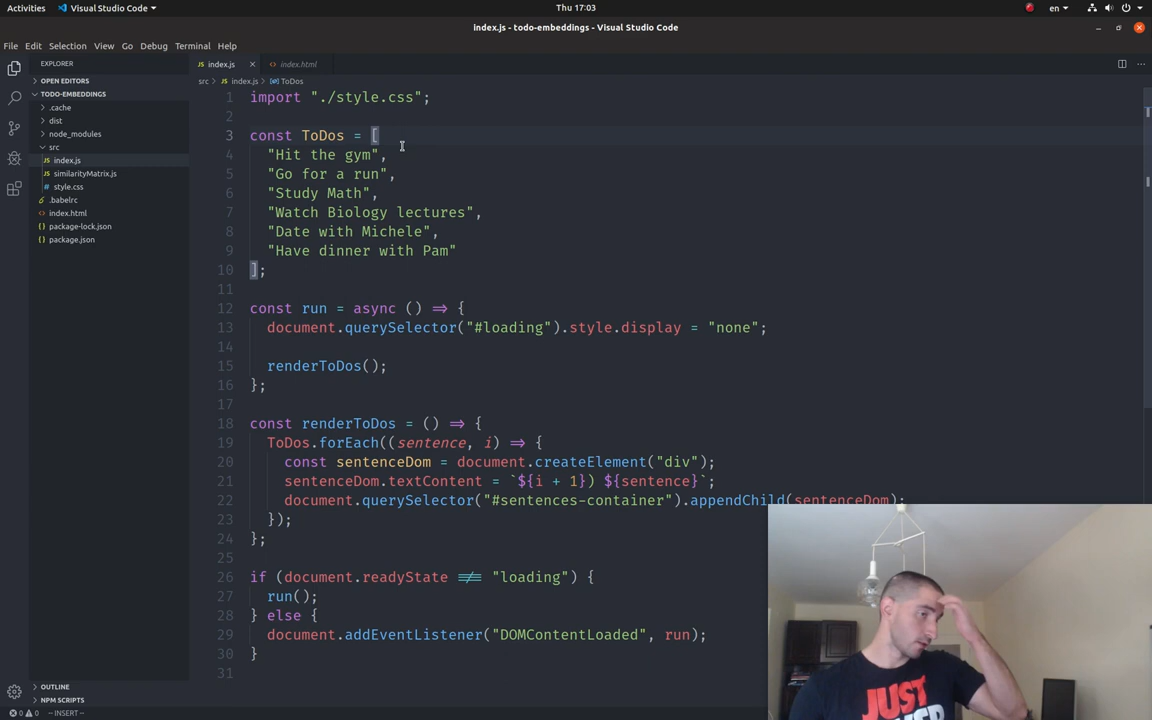 Activities Visual Studio Code Thu 17:03 en
index.js - todo-embeddings - Visual Studio Code
File Edit Selection View Go Debug Terminal Help
EXPLORER
OPEN EDITORS
TODO-EMBEDDINGS
.cache
dist
node_modules
src
JS index.js
JS similarityMatrix.js
# style.css
.babelrc
<> index.html
package-lock.json
package.json
OUTLINE
NPM SCRIPTS
0 0 --INSERT--
JS index.js <> index.html
src > JS index.js > ToDos
1 import "./style.css";
2
3 const ToDos = [
4 "Hit the gym",
5 "Go for a run",
6 "Study Math",
7 "Watch Biology lectures",
8 "Date with Michele",
9 "Have dinner with Pam"
10 ];
11
12 const run = async () => {
13 document.querySelector("#loading").style.display = "none";
14
15 renderToDos();
16 };
17
18 const renderToDos = () => {
19 ToDos.forEach((sentence, i) => {
20 const sentenceDom = document.createElement("div");
21 sentenceDom.textContent = `${i + 1}) ${sentence}`;
22 document.querySelector("#sentences-container").appendChild(sentenceDom);
23 });
24 };
25
26 if (document.readyState !== "loading") {
27 run();
28 } else {
29 document.addEventListener("DOMContentLoaded", run);
30 }
31
JUST